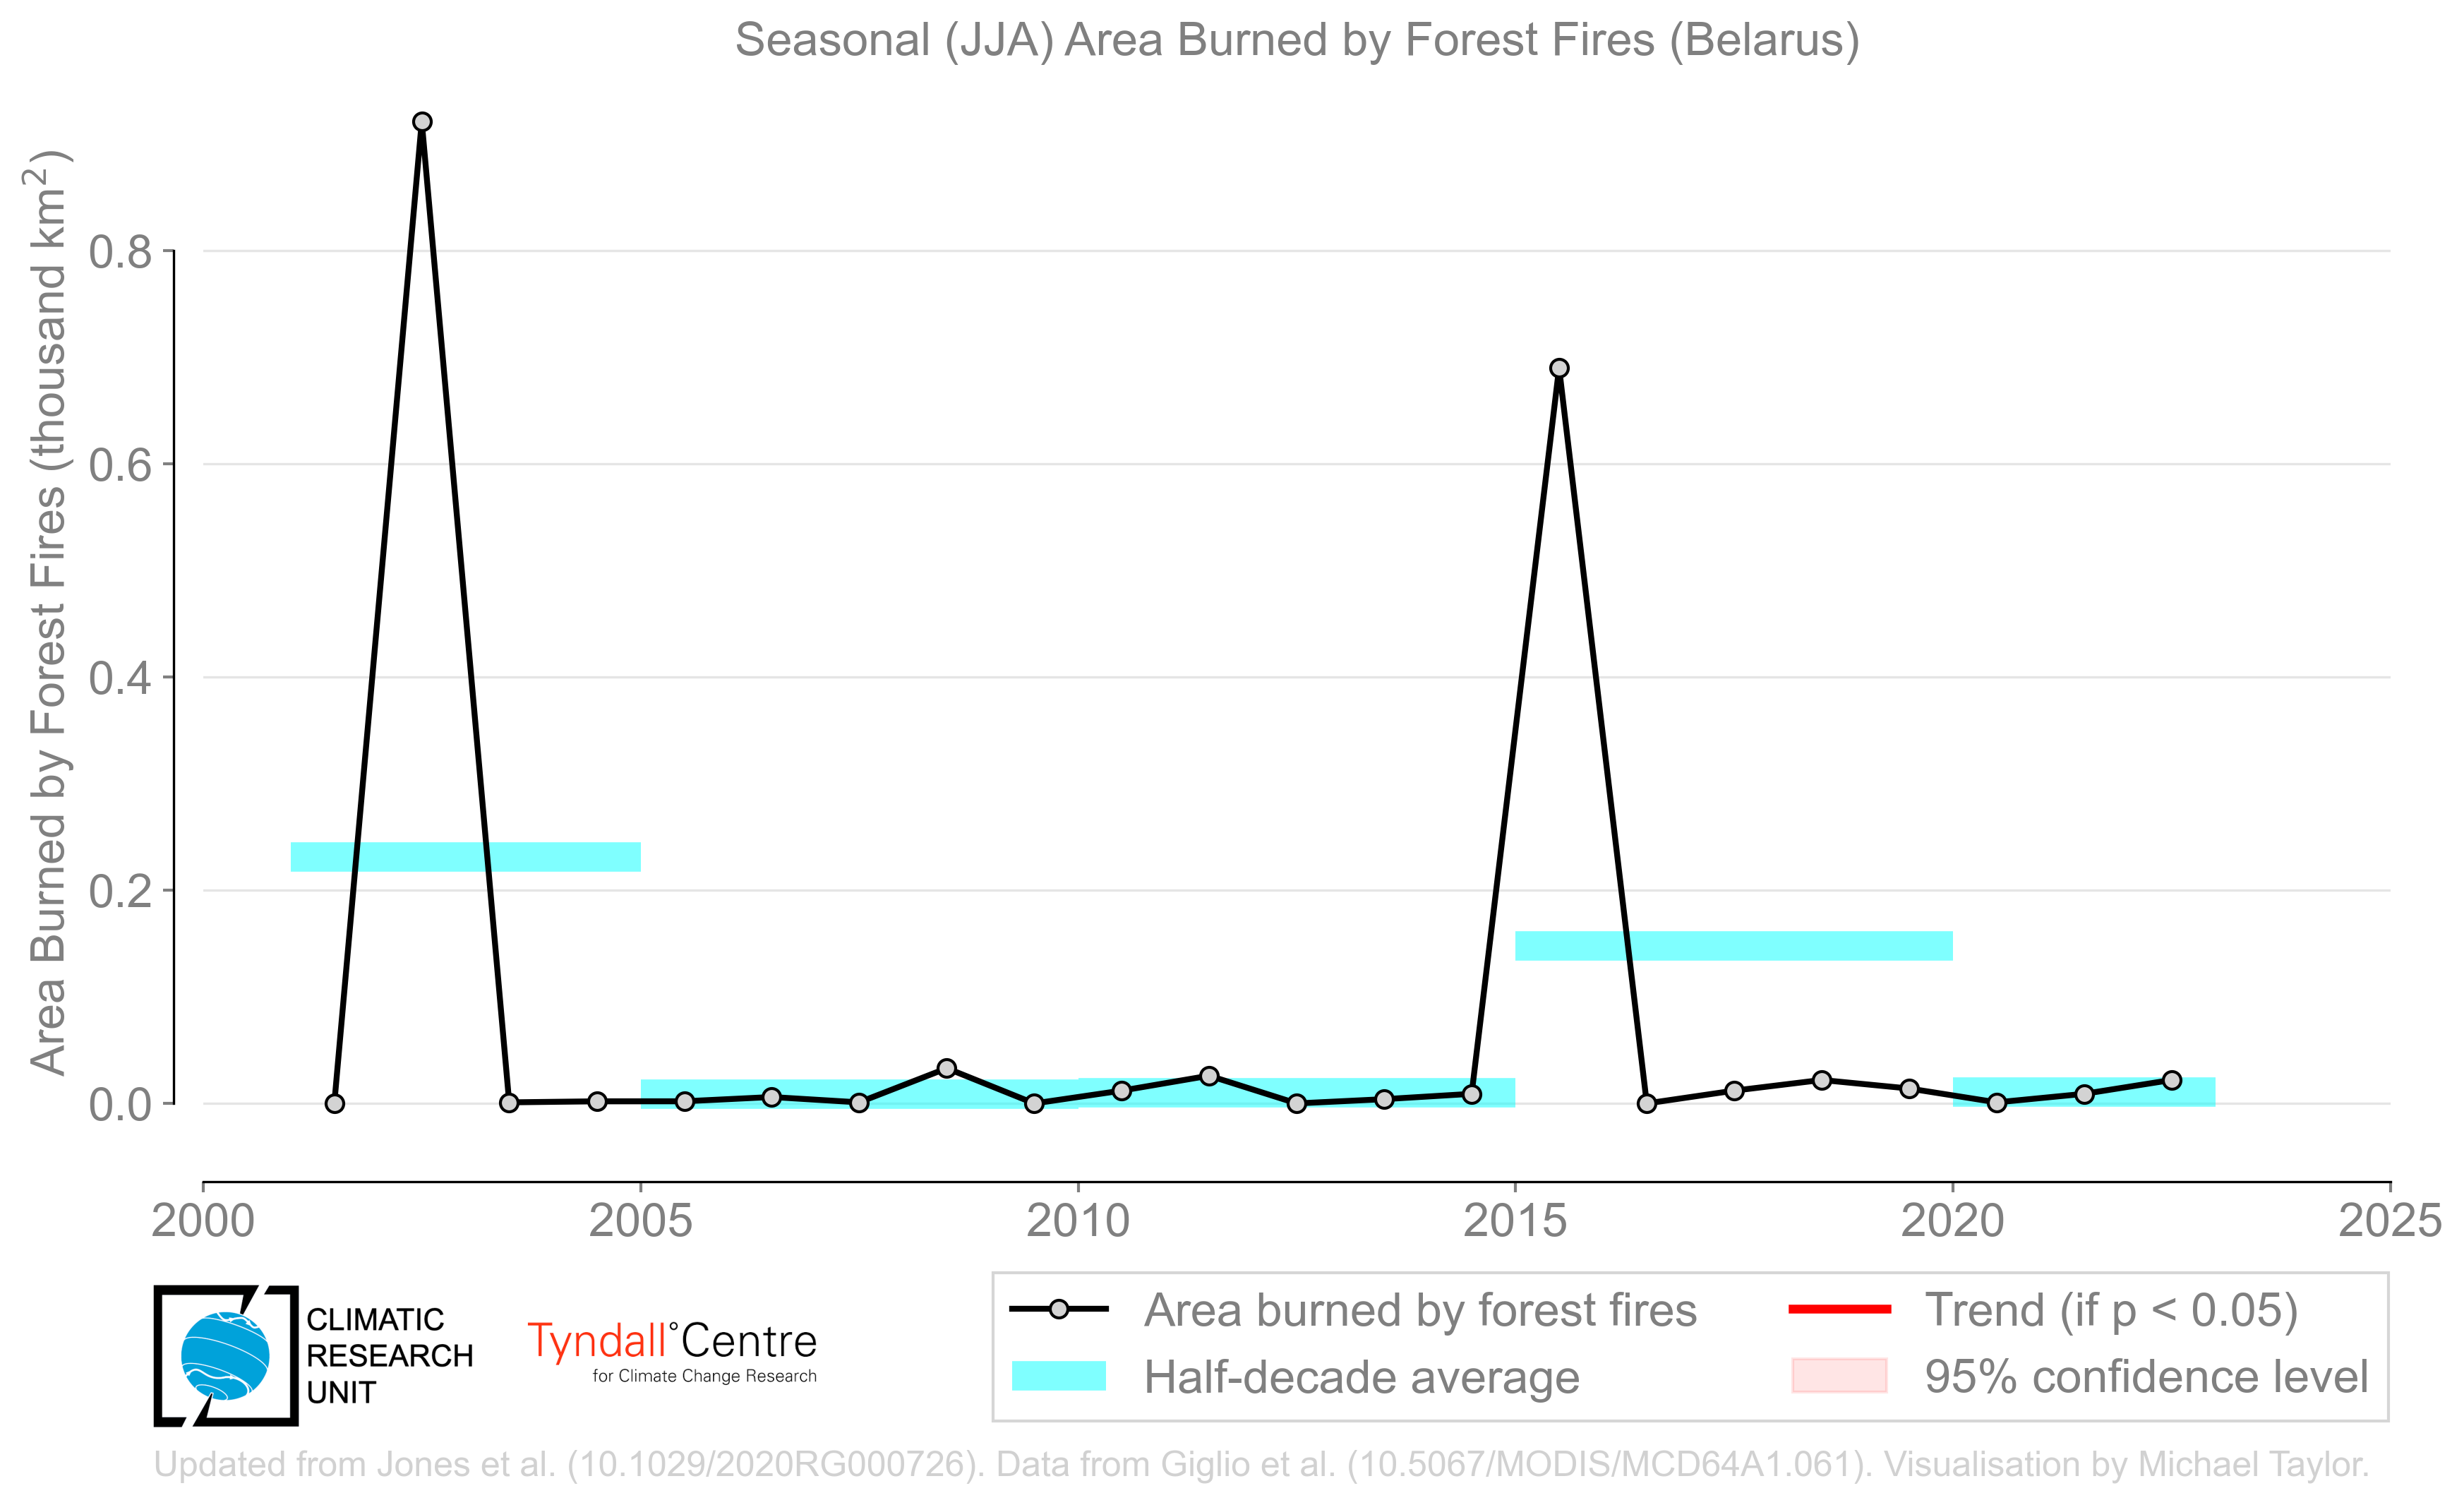 Seasonal (JJA) Area Burned by Forest Fires (Belarus)
Area Burned by Forest Fires (thousand km²)
0.8
0.6
0.4
0.2
0.0
2000 2005 2010 2015 2020 2025
CLIMATIC
RESEARCH
UNIT
Tyndall°Centre
for Climate Change Research
Area burned by forest fires
Half-decade average
Trend (if p < 0.05)
95% confidence level
Updated from Jones et al. (10.1029/2020RG000726). Data from Giglio et al. (10.5067/MODIS/MCD64A1.061). Visualisation by Michael Taylor.